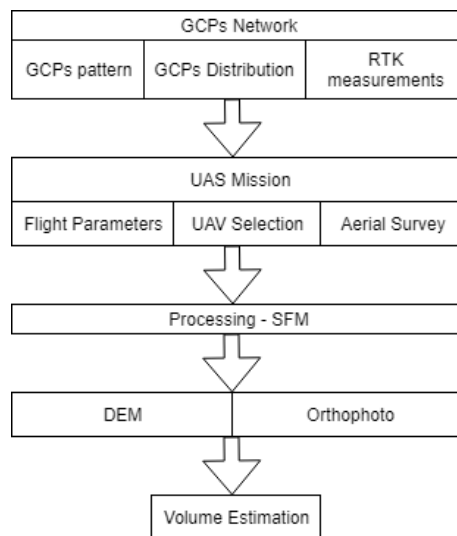 GCPs Network
GCPs pattern
GCPs Distribution
RTK
measurements
UAS Mission
Flight Parameters
UAV Selection
Aerial Survey
Processing - SFM
DEM
Orthophoto
Volume Estimation